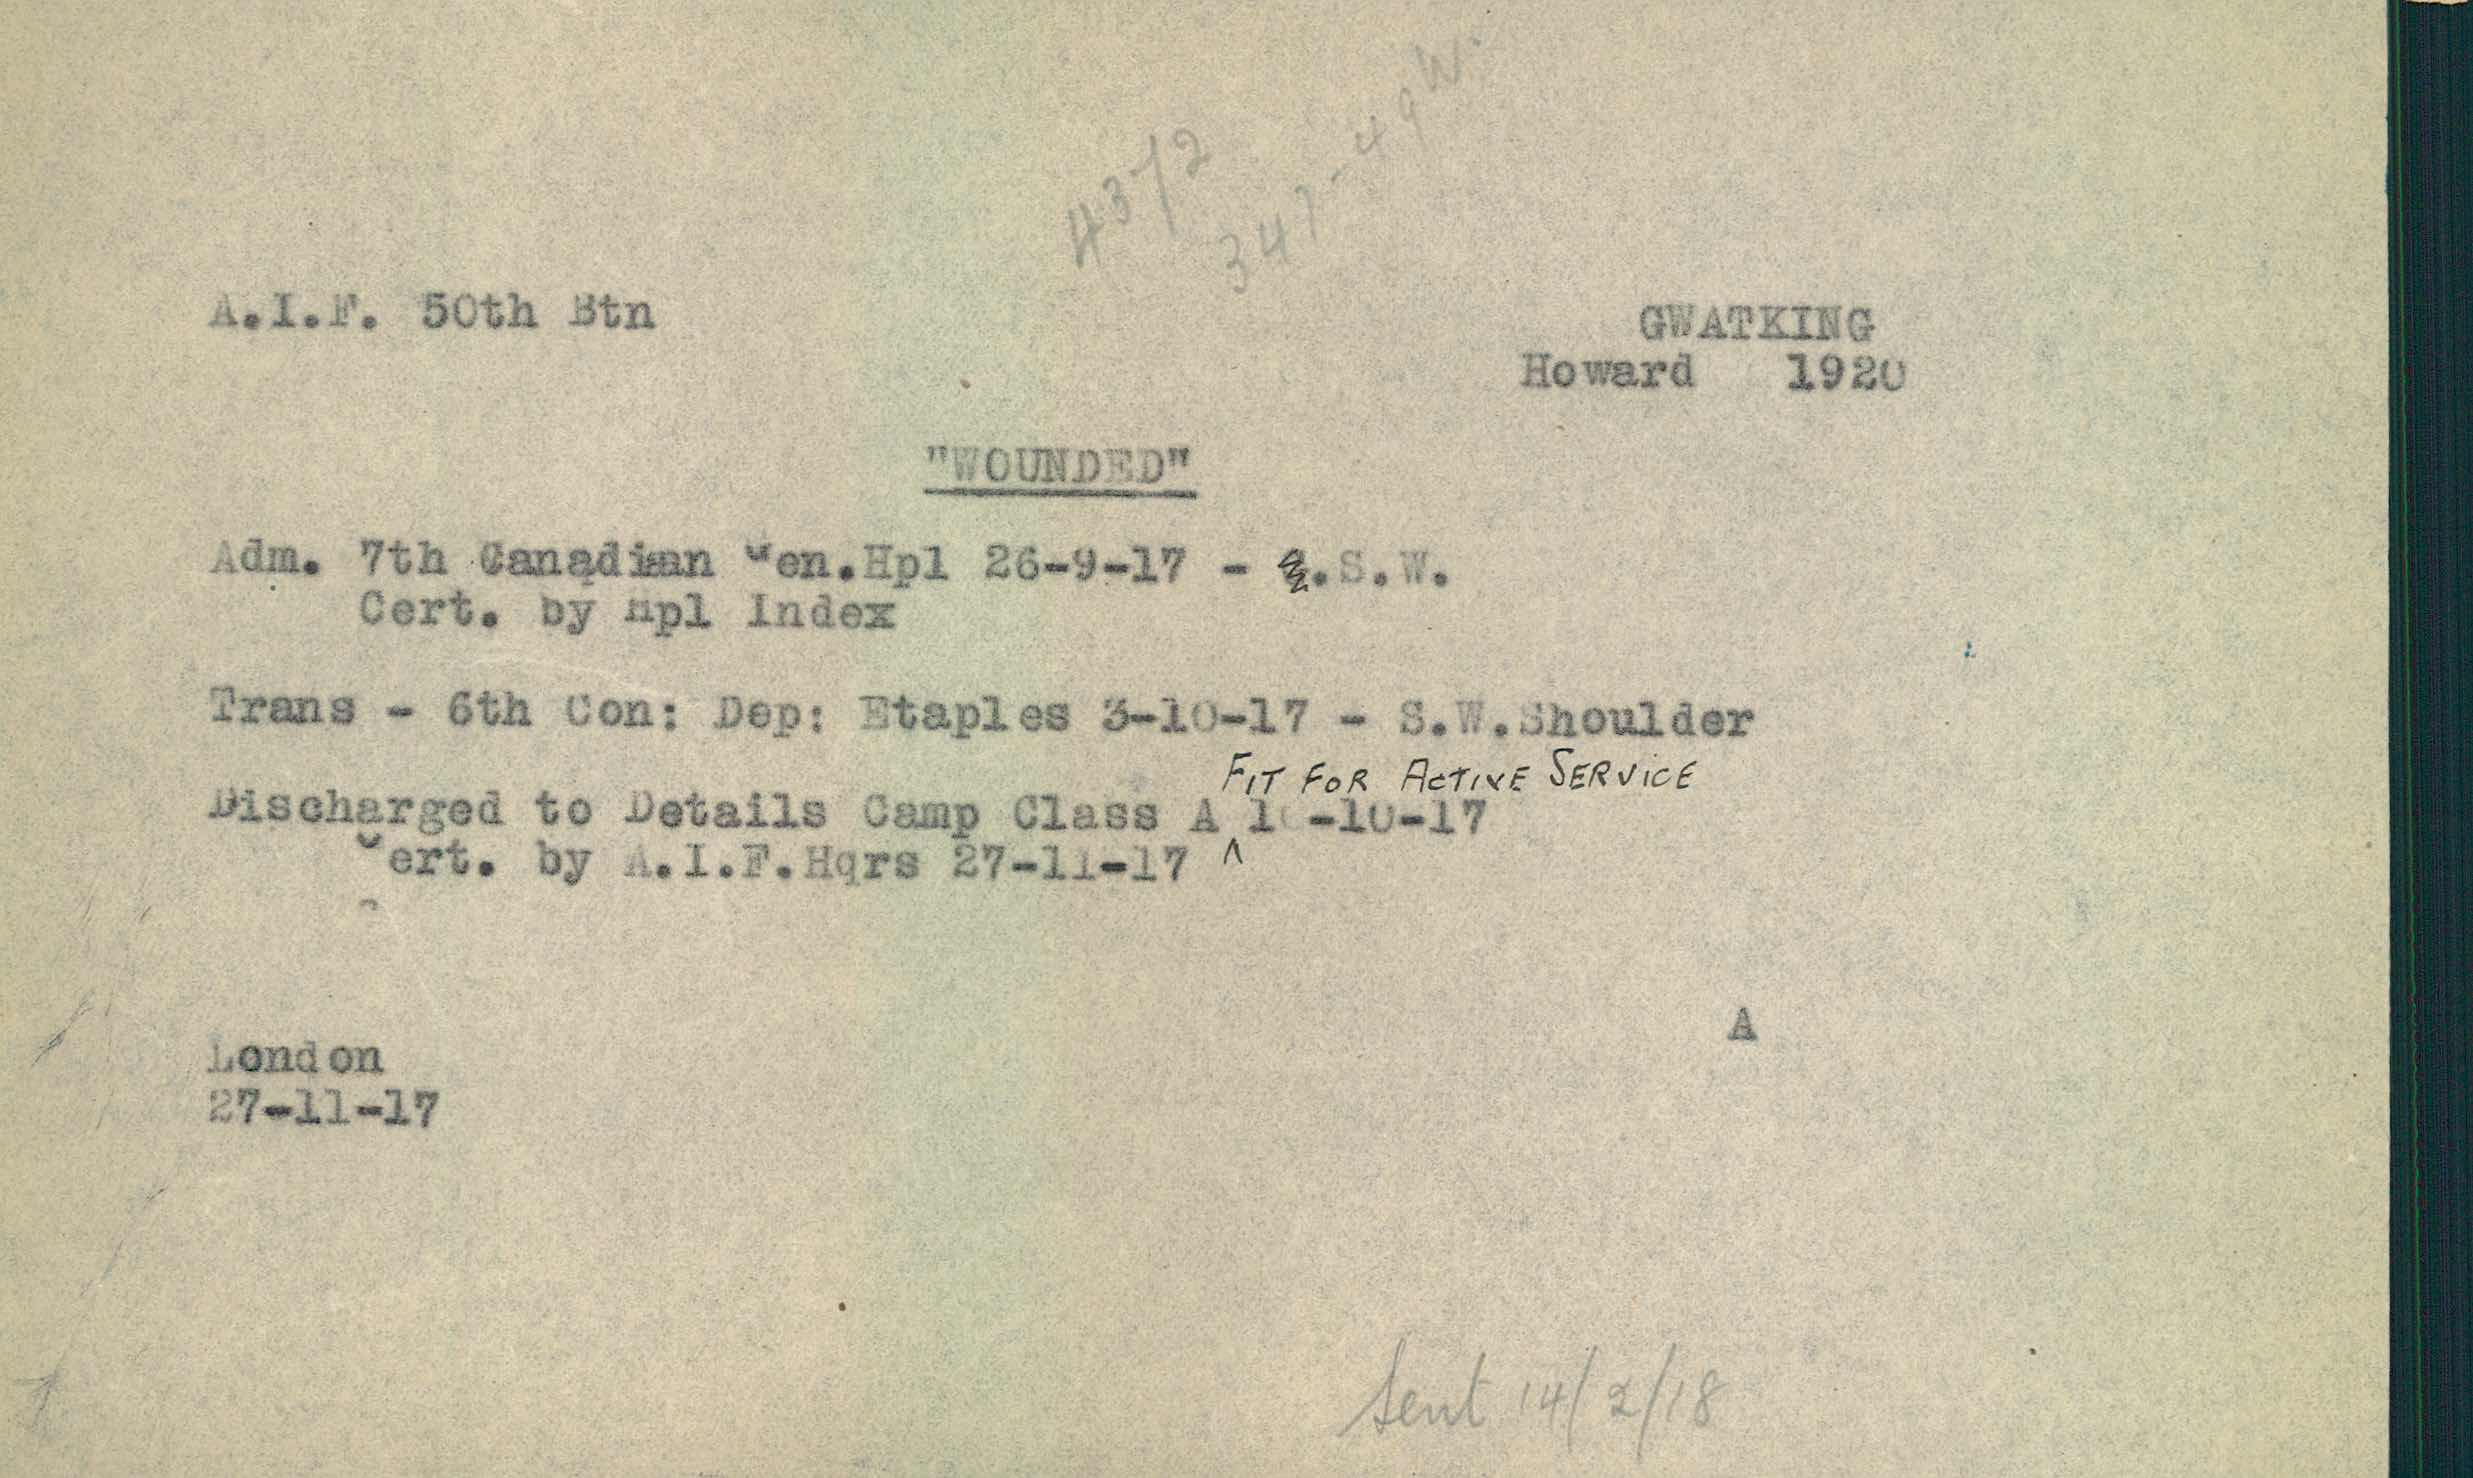 4372
347-49 W.
A.I.F. 50th Btn
GWATKING
Howard 1920
"WOUNDED"
Adm. 7th Canadian Gen.Hpl 26-9-17 - .S.W.
Cert. by Hpl Index
Trans - 6th Con: Dep: Etaples 3-10-17 - S.W.Shoulder
FIT FOR ACTIVE SERVICE
Discharged to Details Camp Class A ^ 10-10-17
Cert. by A.I.F.Hqrs 27-11-17
A
London
27-11-17
Sent 14/2/18